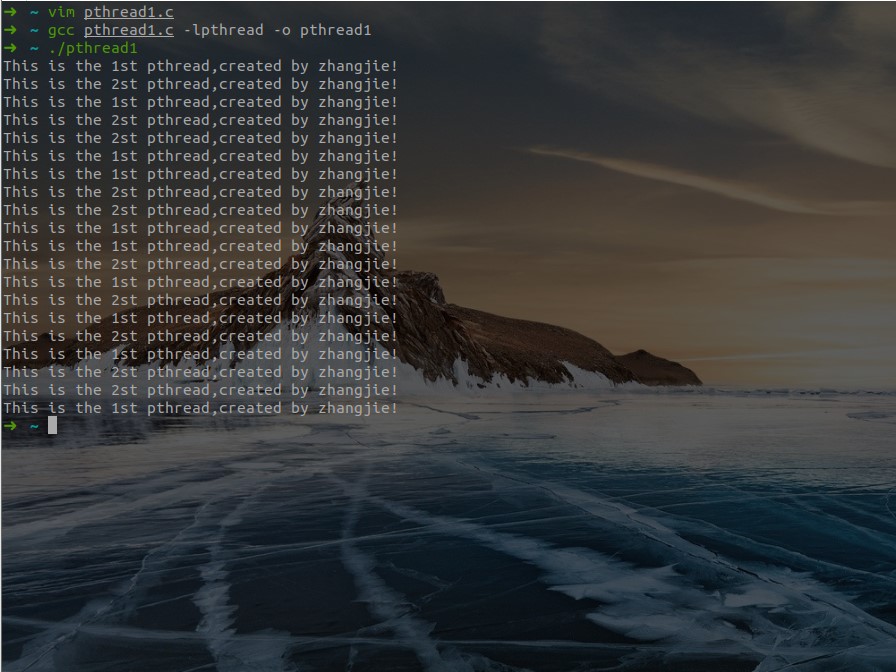 ➜ ~ vim pthread1.c
➜ ~ gcc pthread1.c -lpthread -o pthread1
➜ ~ ./pthread1
This is the 1st pthread,created by zhangjie!
This is the 2st pthread,created by zhangjie!
This is the 1st pthread,created by zhangjie!
This is the 2st pthread,created by zhangjie!
This is the 2st pthread,created by zhangjie!
This is the 1st pthread,created by zhangjie!
This is the 1st pthread,created by zhangjie!
This is the 2st pthread,created by zhangjie!
This is the 2st pthread,created by zhangjie!
This is the 1st pthread,created by zhangjie!
This is the 1st pthread,created by zhangjie!
This is the 2st pthread,created by zhangjie!
This is the 1st pthread,created by zhangjie!
This is the 2st pthread,created by zhangjie!
This is the 1st pthread,created by zhangjie!
This is the 2st pthread,created by zhangjie!
This is the 1st pthread,created by zhangjie!
This is the 2st pthread,created by zhangjie!
This is the 2st pthread,created by zhangjie!
This is the 1st pthread,created by zhangjie!
➜ ~